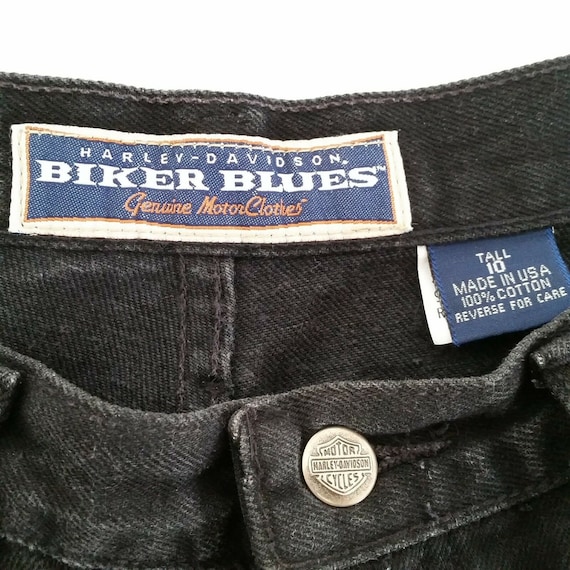 HARLEY-DAVIDSON®
BIKER BLUES™
Genuine MotorClothes
TALL
10
MADE IN USA
100% COTTON
REVERSE FOR CARE
MOTOR
HARLEY-DAVIDSON
CYCLES